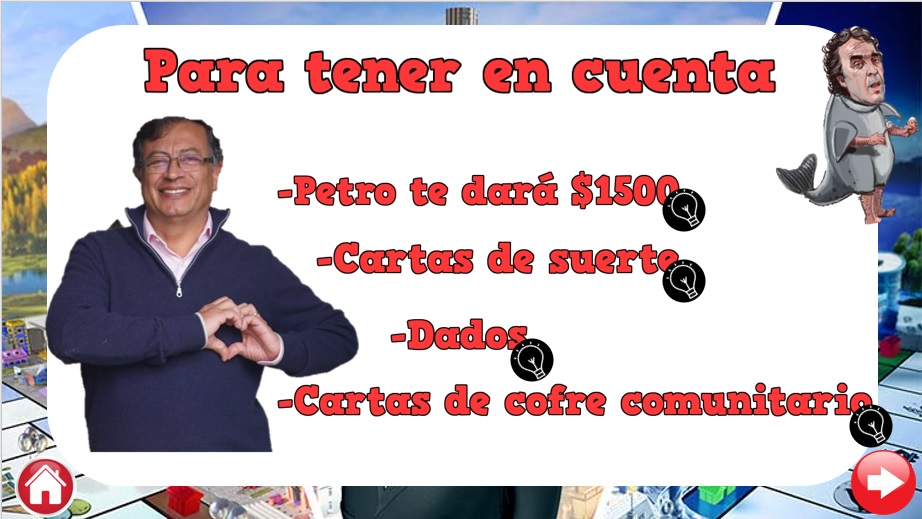 Para tener en cuenta
-Petro te dará $1500
-Cartas de suerte
-Dados
-Cartas de cofre comunitario